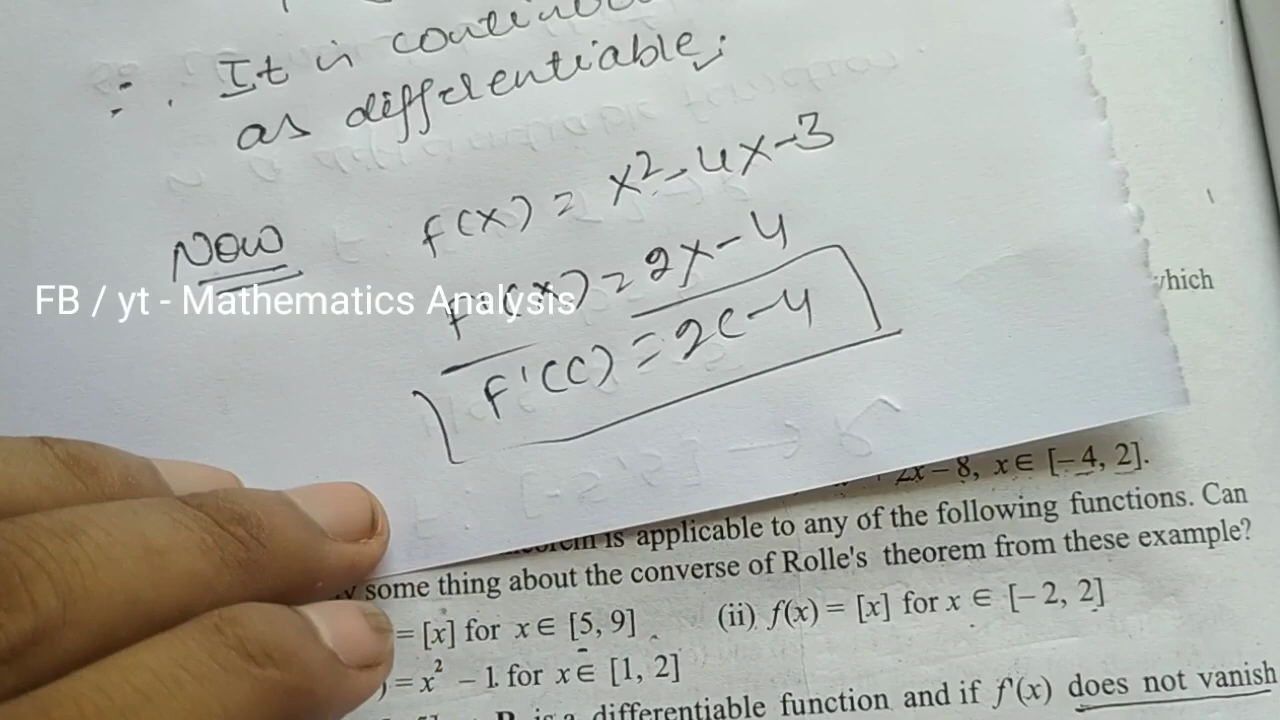 ∴ It is
as differentiable.
Now f(x) = x² - 4x - 3
FB / yt - Mathematics Analysis
f'(x) = 2x - 4
f'(c) = 2c - 4
which
2x – 8, x ∈ [– 4, 2].
is applicable to any of the following functions. Can
some thing about the converse of Rolle's theorem from these example?
= [x] for x ∈ [5, 9] (ii) f(x) = [x] for x ∈ [– 2, 2]
) = x² – 1 for x ∈ [1, 2]
is a differentiable function and if f'(x) does not vanish